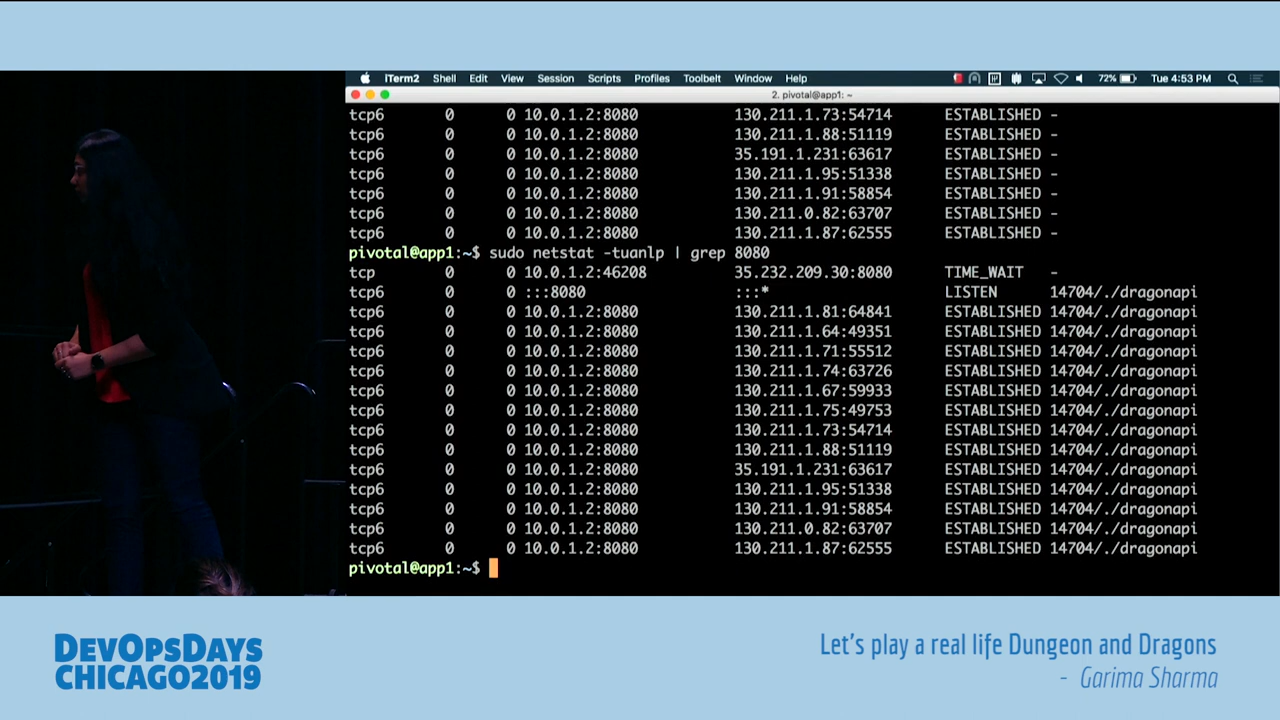 iTerm2 Shell Edit View Session Scripts Profiles Toolbelt Window Help 72% Tue 4:53 PM
2. pivotal@app1: ~
tcp6 0 0 10.0.1.2:8080 130.211.1.73:54714 ESTABLISHED -
tcp6 0 0 10.0.1.2:8080 130.211.1.88:51119 ESTABLISHED -
tcp6 0 0 10.0.1.2:8080 35.191.1.231:63617 ESTABLISHED -
tcp6 0 0 10.0.1.2:8080 130.211.1.95:51338 ESTABLISHED -
tcp6 0 0 10.0.1.2:8080 130.211.1.91:58854 ESTABLISHED -
tcp6 0 0 10.0.1.2:8080 130.211.0.82:63707 ESTABLISHED -
tcp6 0 0 10.0.1.2:8080 130.211.1.87:62555 ESTABLISHED -
pivotal@app1:~$ sudo netstat -tuanlp | grep 8080
tcp 0 0 10.0.1.2:46208 35.232.209.30:8080 TIME_WAIT -
tcp6 0 0 :::8080 :::* LISTEN 14704/./dragonapi
tcp6 0 0 10.0.1.2:8080 130.211.1.81:64841 ESTABLISHED 14704/./dragonapi
tcp6 0 0 10.0.1.2:8080 130.211.1.64:49351 ESTABLISHED 14704/./dragonapi
tcp6 0 0 10.0.1.2:8080 130.211.1.71:55512 ESTABLISHED 14704/./dragonapi
tcp6 0 0 10.0.1.2:8080 130.211.1.74:63726 ESTABLISHED 14704/./dragonapi
tcp6 0 0 10.0.1.2:8080 130.211.1.67:59933 ESTABLISHED 14704/./dragonapi
tcp6 0 0 10.0.1.2:8080 130.211.1.75:49753 ESTABLISHED 14704/./dragonapi
tcp6 0 0 10.0.1.2:8080 130.211.1.73:54714 ESTABLISHED 14704/./dragonapi
tcp6 0 0 10.0.1.2:8080 130.211.1.88:51119 ESTABLISHED 14704/./dragonapi
tcp6 0 0 10.0.1.2:8080 35.191.1.231:63617 ESTABLISHED 14704/./dragonapi
tcp6 0 0 10.0.1.2:8080 130.211.1.95:51338 ESTABLISHED 14704/./dragonapi
tcp6 0 0 10.0.1.2:8080 130.211.1.91:58854 ESTABLISHED 14704/./dragonapi
tcp6 0 0 10.0.1.2:8080 130.211.0.82:63707 ESTABLISHED 14704/./dragonapi
tcp6 0 0 10.0.1.2:8080 130.211.1.87:62555 ESTABLISHED 14704/./dragonapi
pivotal@app1:~$
DevOpsDays
CHICAGO2019
Let's play a real life Dungeon and Dragons
- Garima Sharma